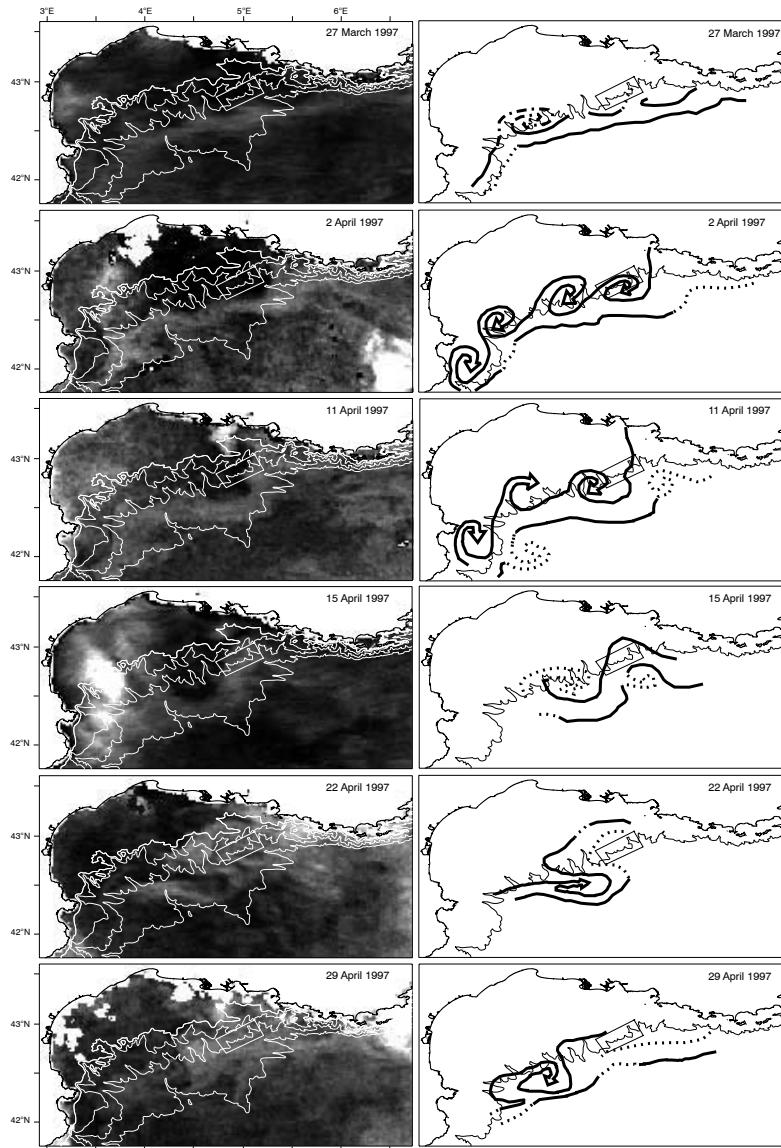 3°E 4°E 5°E 6°E
27 March 1997 27 March 1997
43°N
42°N
2 April 1997 2 April 1997
43°N
42°N
11 April 1997 11 April 1997
43°N
42°N
15 April 1997 15 April 1997
43°N
42°N
22 April 1997 22 April 1997
43°N
42°N
29 April 1997 29 April 1997
43°N
42°N